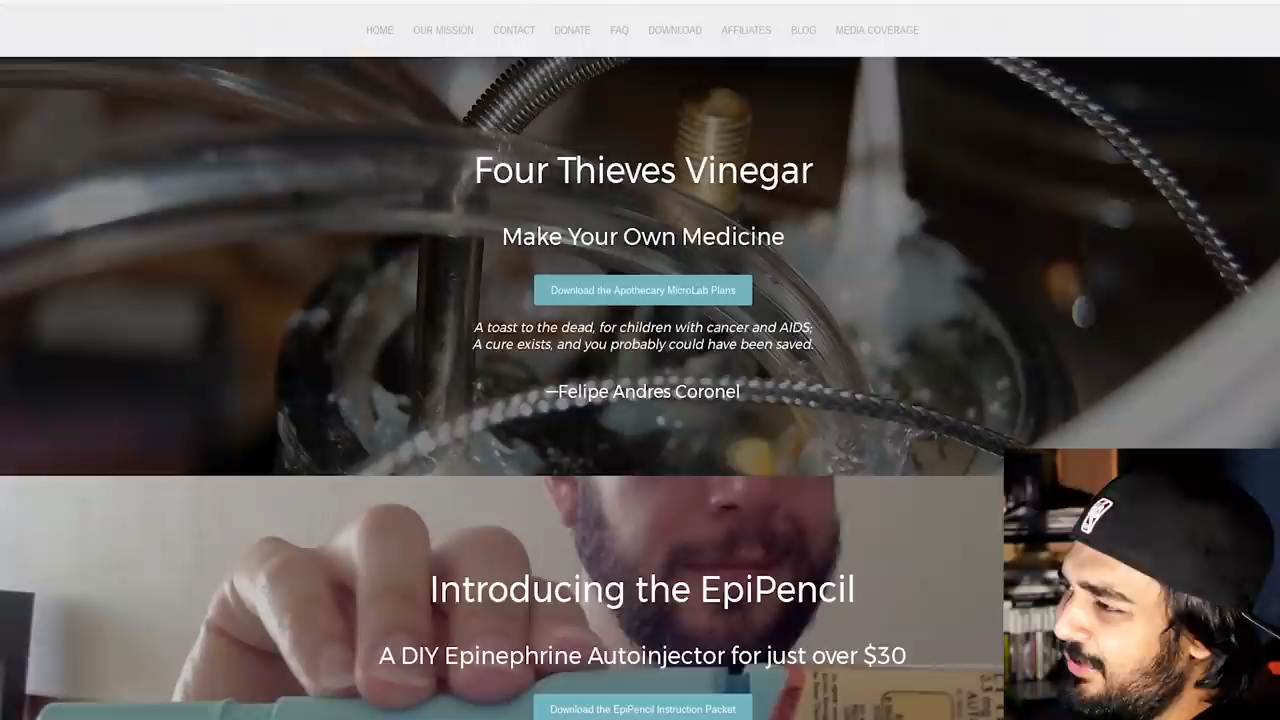 HOME OUR MISSION CONTACT DONATE FAQ DOWNLOAD AFFILIATES BLOG MEDIA COVERAGE
Four Thieves Vinegar
Make Your Own Medicine
Download the Apothecary MicroLab Plans
A toast to the dead, for children with cancer and AIDS;
A cure exists, and you probably could have been saved.
—Felipe Andres Coronel
Introducing the EpiPencil
A DIY Epinephrine Autoinjector for just over $30
Download the EpiPencil Instruction Packet